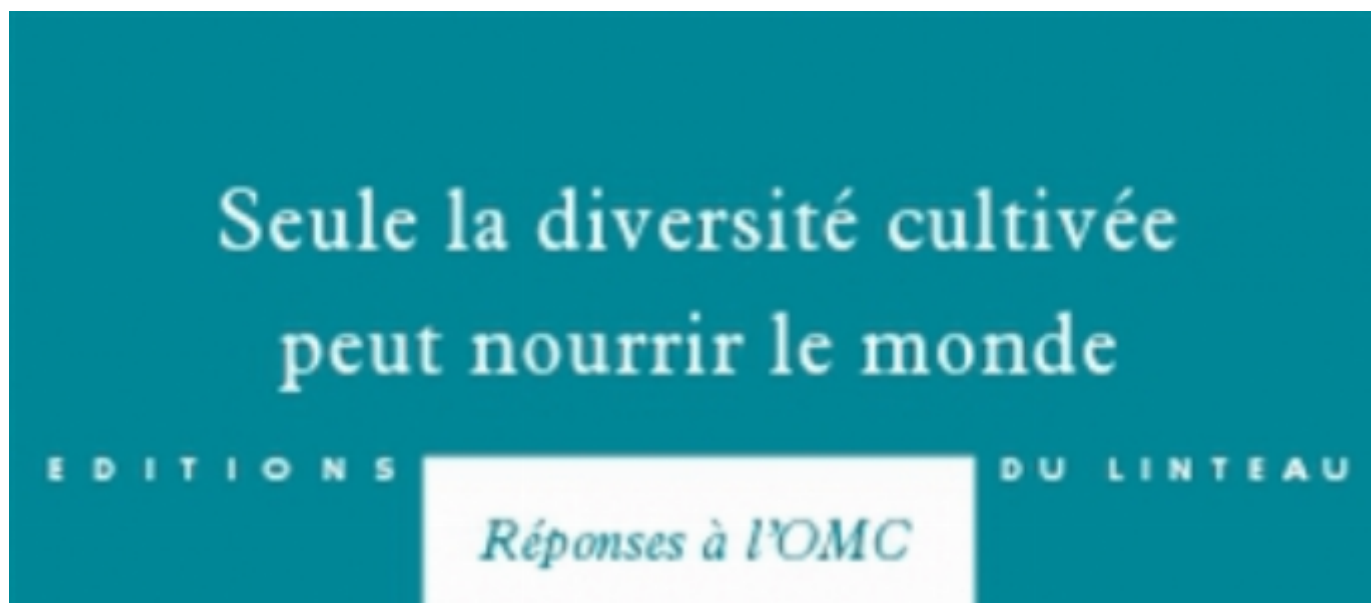 Seule la diversité cultivée
peut nourrir le monde
EDITIONS DU LINTEAU
Réponses à l'OMC